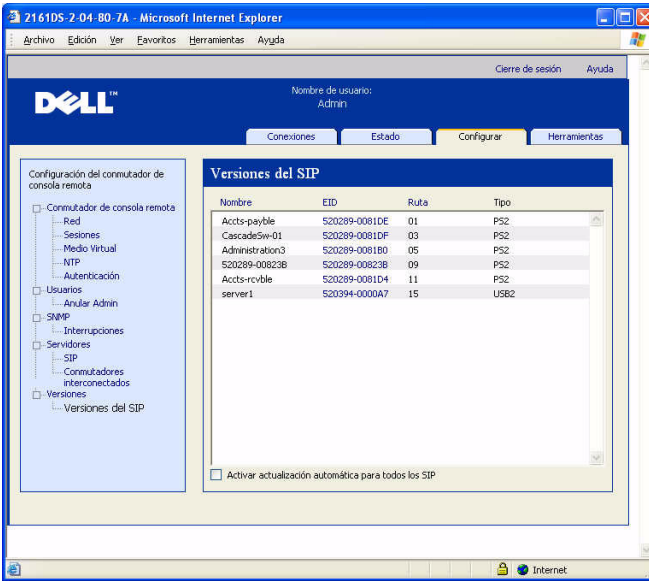 2161DS-2-04-80-7A - Microsoft Internet Explorer
Archivo Edición Ver Favoritos Herramientas Ayuda
Cierre de sesión Ayuda
DELL™
Nombre de usuario:
Admin
Conexiones Estado Configurar Herramientas
Configuración del conmutador de
consola remota
Conmutador de consola remota
Red
Sesiones
Medio Virtual
NTP
Autenticación
Usuarios
Anular Admin
SNMP
Interrupciones
Servidores
SIP
Conmutadores
interconectados
Versiones
Versiones del SIP
Versiones del SIP
Nombre EID Ruta Tipo
Accts-payble 520289-0081DE 01 PS2
CascadeSw-01 520289-0081DF 03 PS2
Administration3 520289-0081B0 05 PS2
520289-00823B 520289-00823B 09 PS2
Accts-rcvble 520289-0081D4 11 PS2
server1 520394-0000A7 15 USB2
Activar actualización automática para todos los SIP
Internet